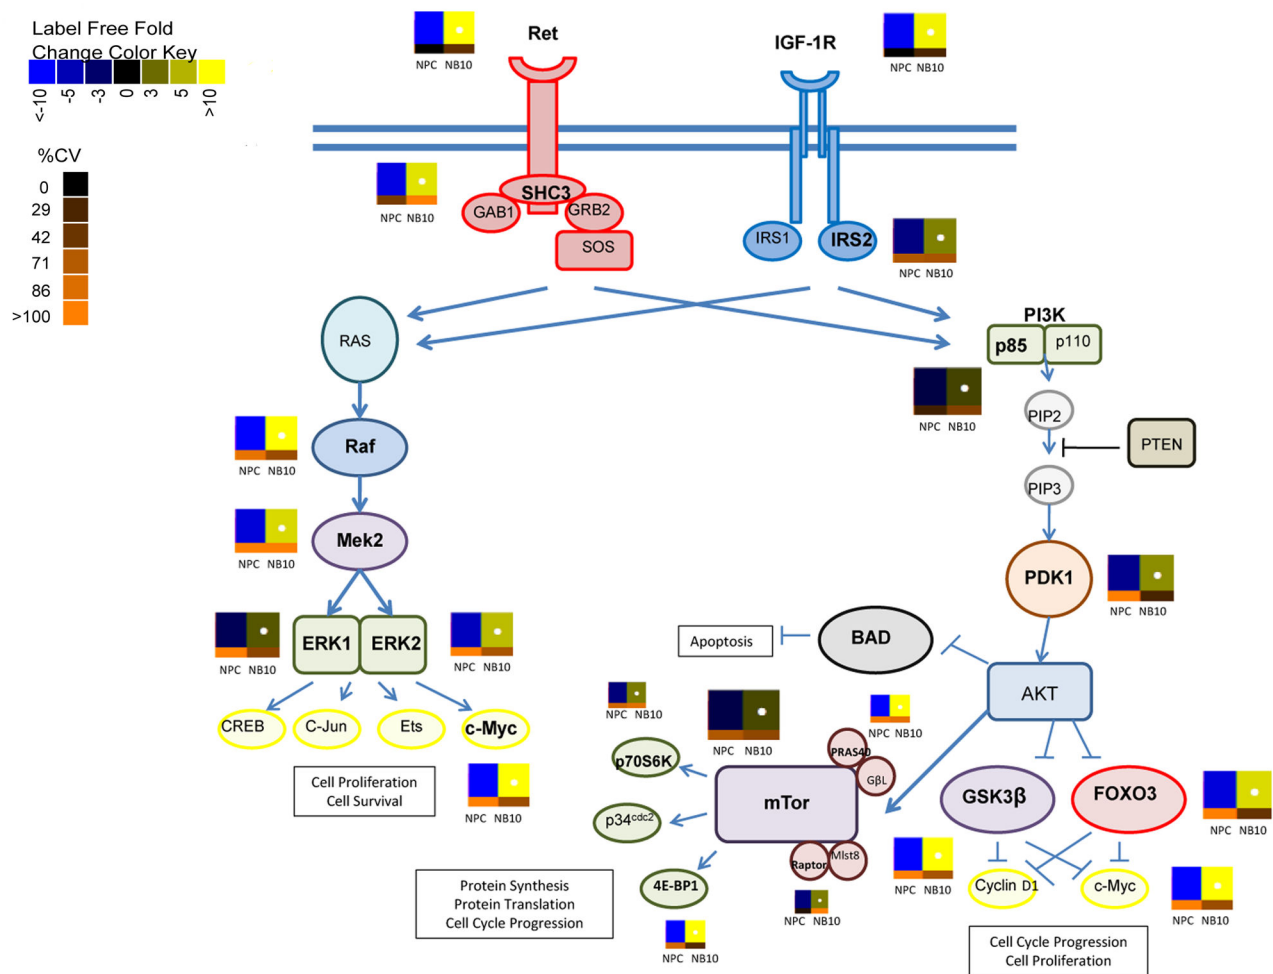 Label Free Fold
Change Color Key
<-10
-5
-3
0
3
5
>10
%CV
0
29
42
71
86
>100
Ret
NPC NB10
IGF-1R
NPC NB10
NPC NB10
SHC3
GAB1
GRB2
SOS
IRS1
IRS2
NPC NB10
RAS
PI3K
p85
p110
NPC NB10
PIP2
PTEN
PIP3
Raf
NPC NB10
Mek2
NPC NB10
PDK1
NPC NB10
ERK1
ERK2
NPC NB10
NPC NB10
CREB
C-Jun
Ets
c-Myc
Cell Proliferation
Cell Survival
NPC NB10
Apoptosis
BAD
AKT
NPC NB10
NPC NB10
NPC NB10
p70S6K
PRAS40
GβL
mTor
p34cdc2
Raptor
Mlst8
4E-BP1
NPC NB10
NPC NB10
GSK3β
FOXO3
NPC NB10
NPC NB10
Cyclin D1
c-Myc
NPC NB10
Protein Synthesis
Protein Translation
Cell Cycle Progression
Cell Cycle Progression
Cell Proliferation